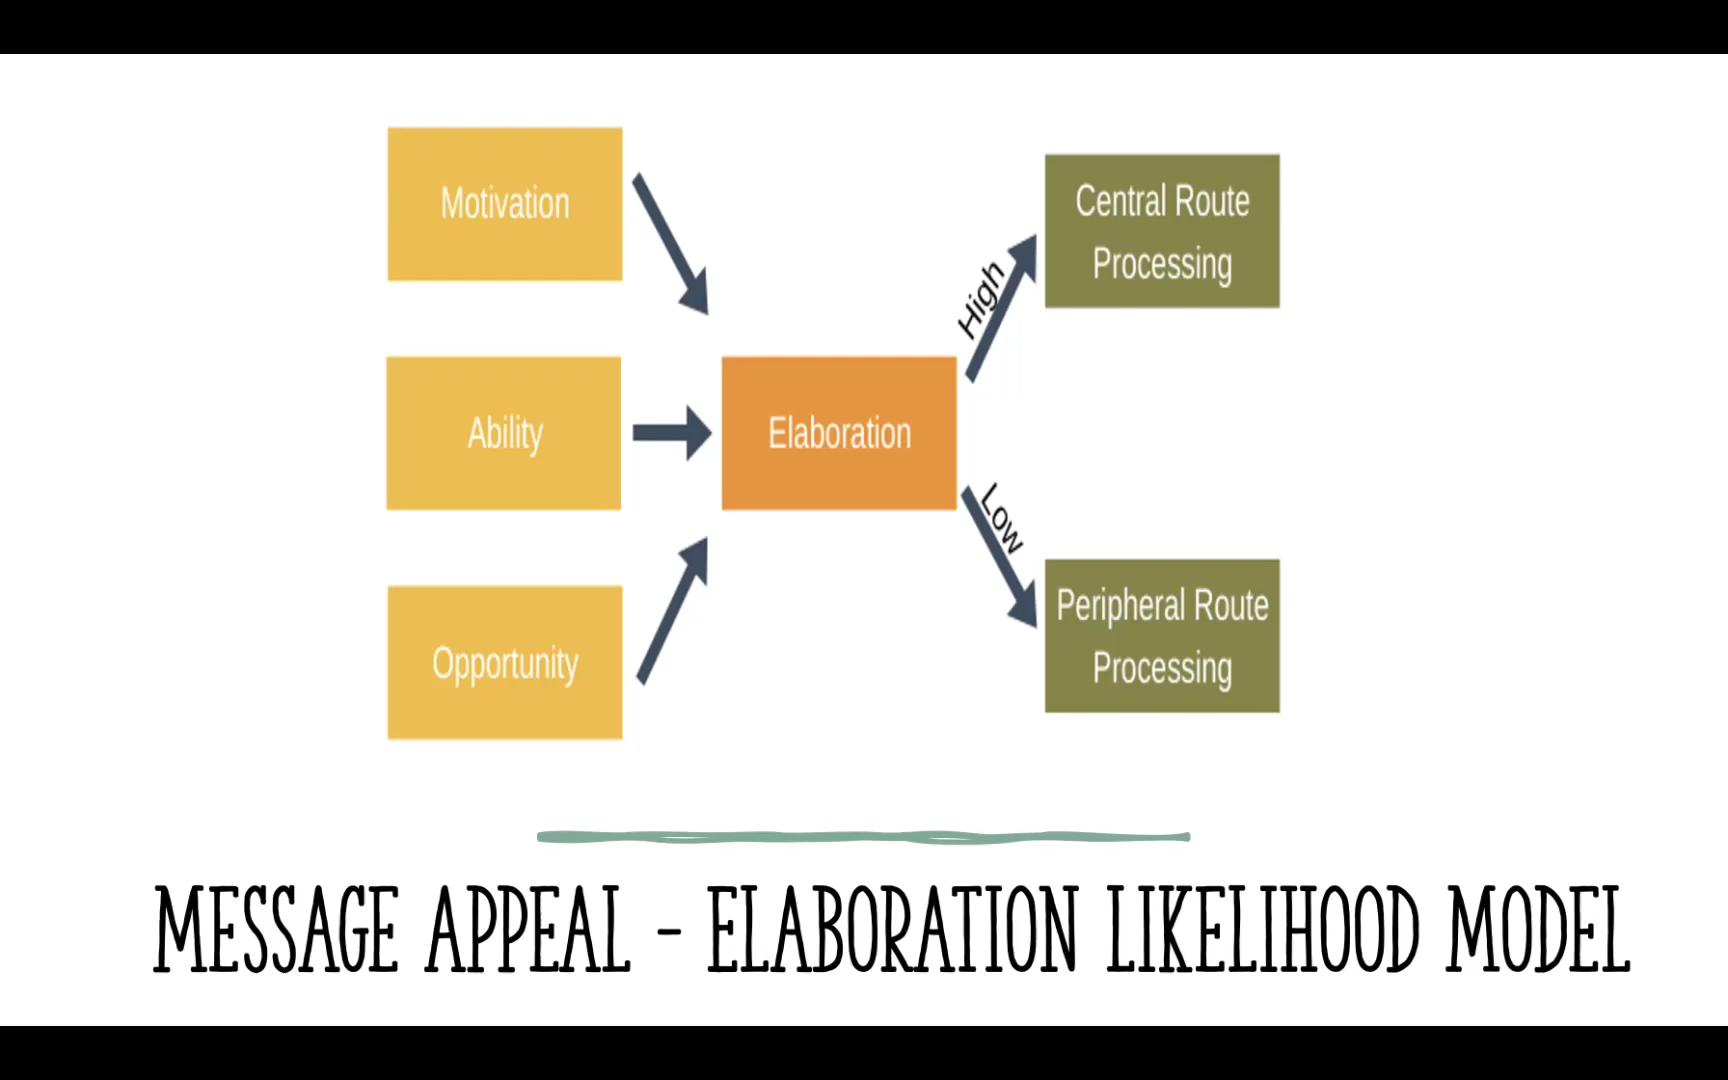 Motivation
Ability
Opportunity
Elaboration
High
Low
Central Route
Processing
Peripheral Route
Processing
MESSAGE APPEAL - ELABORATION LIKELIHOOD MODEL